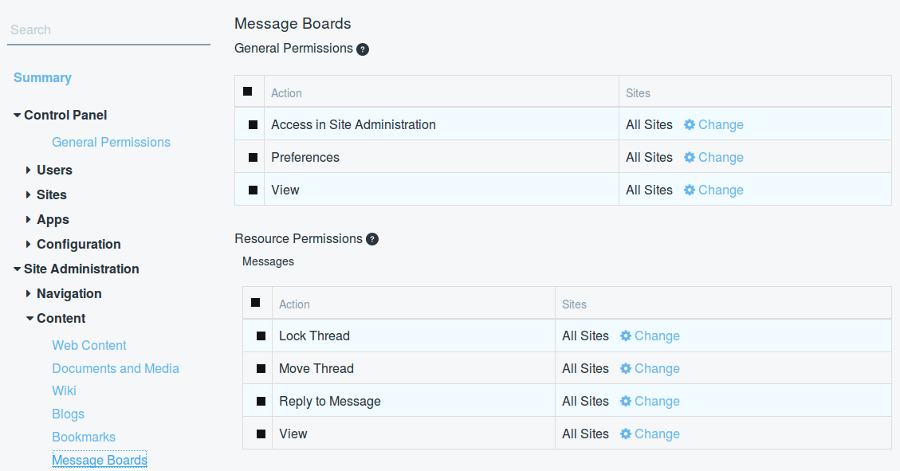 Search
Summary
Control Panel
General Permissions
Users
Sites
Apps
Configuration
Site Administration
Navigation
Content
Web Content
Documents and Media
Wiki
Blogs
Bookmarks
Message Boards
Message Boards
General Permissions ?
Action Sites
Access in Site Administration All Sites Change
Preferences All Sites Change
View All Sites Change
Resource Permissions ?
Messages
Action Sites
Lock Thread All Sites Change
Move Thread All Sites Change
Reply to Message All Sites Change
View All Sites Change